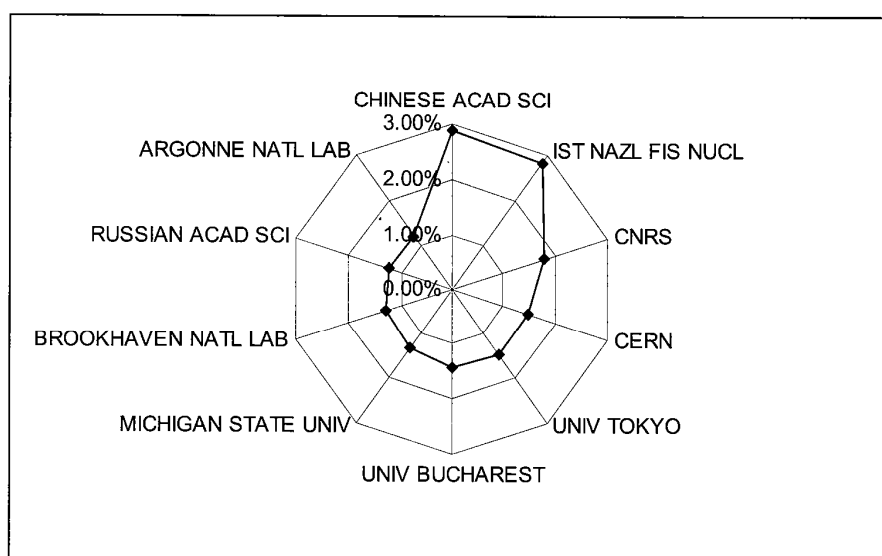 CHINESE ACAD SCI
3.00%
ARGONNE NATL LAB
IST NAZL FIS NUCL
2.00%
RUSSIAN ACAD SCI
1.00%
CNRS
0.00%
BROOKHAVEN NATL LAB
CERN
MICHIGAN STATE UNIV
UNIV TOKYO
UNIV BUCHAREST